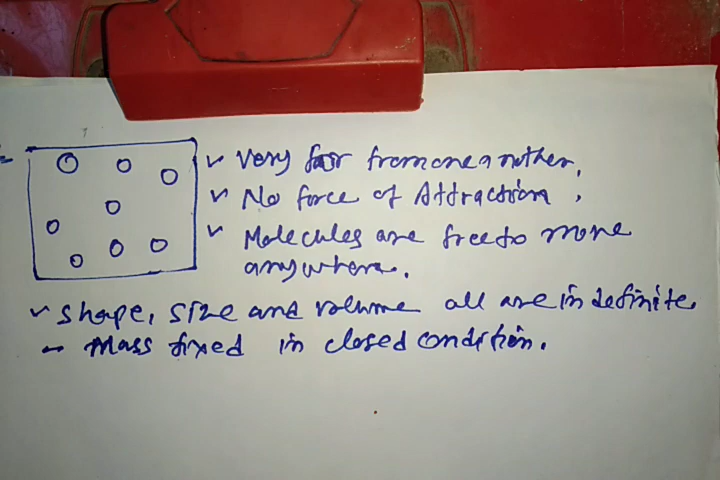 Very far from one another,
No force of Attraction,
Molecules are free to move
anywhere.
shape, size and volume all are indefinite.
Mass fixed in closed condition.